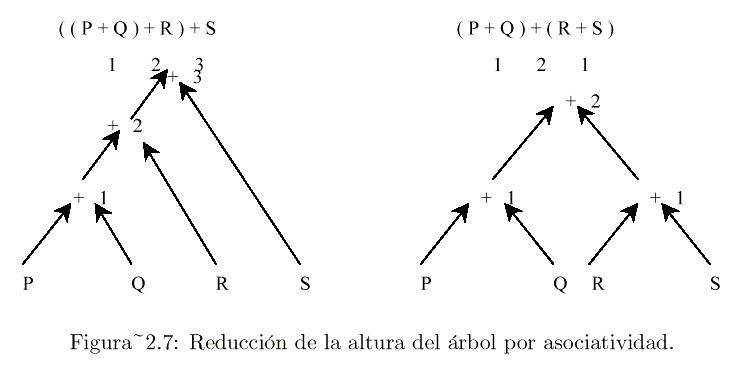 ( ( P + Q ) + R ) + S
1 2 3
+ 3
+ 2
+ 1
P Q R S
( P + Q ) + ( R + S )
1 2 1
+ 2
+ 1 + 1
P Q R S
Figura~2.7: Reducción de la altura del árbol por asociatividad.